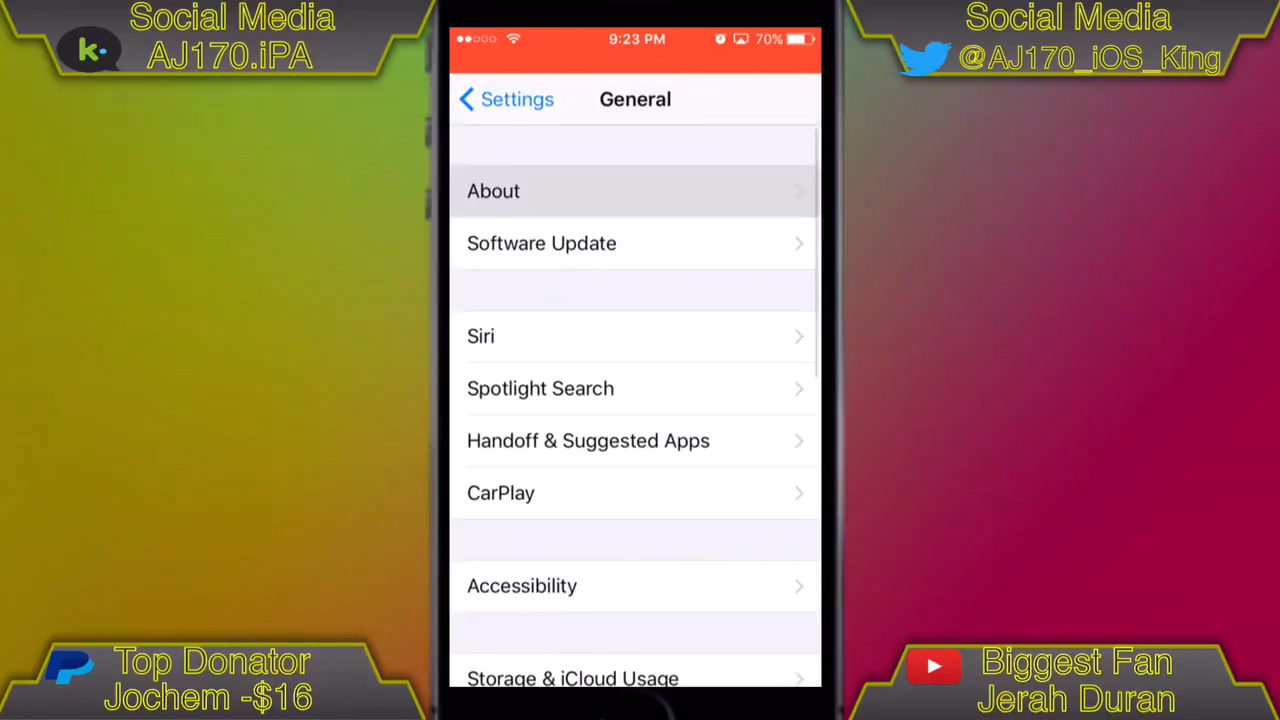 Social Media
k.
AJ170.iPA
Social Media
@AJ170_iOS_King
9:23 PM
70%
Settings
General
About
Software Update
Siri
Spotlight Search
Handoff & Suggested Apps
CarPlay
Accessibility
Storage & iCloud Usage
Top Donator
Jochem -$16
Biggest Fan
Jerah Duran